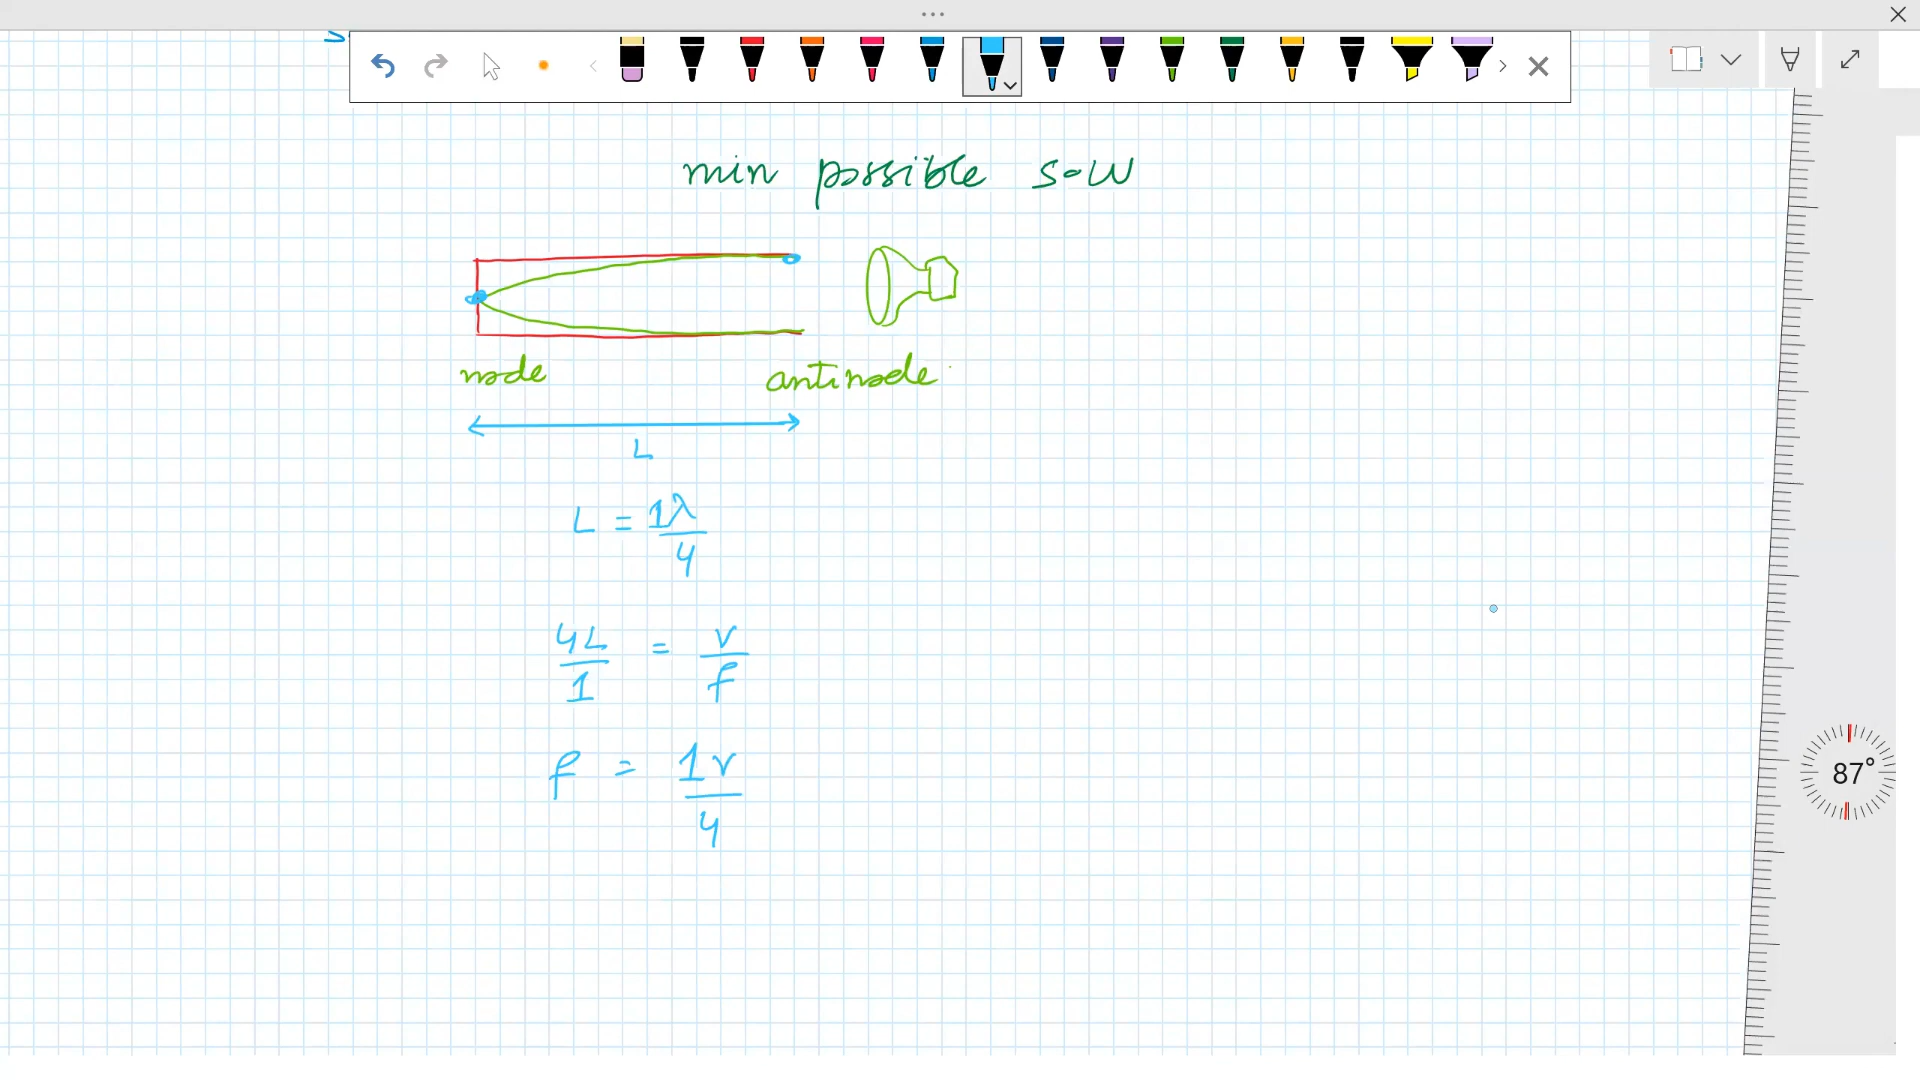 min possible s-w
node antinode
L
L = 1λ/4
4L/1 = v/f
f = 1v/4
87°